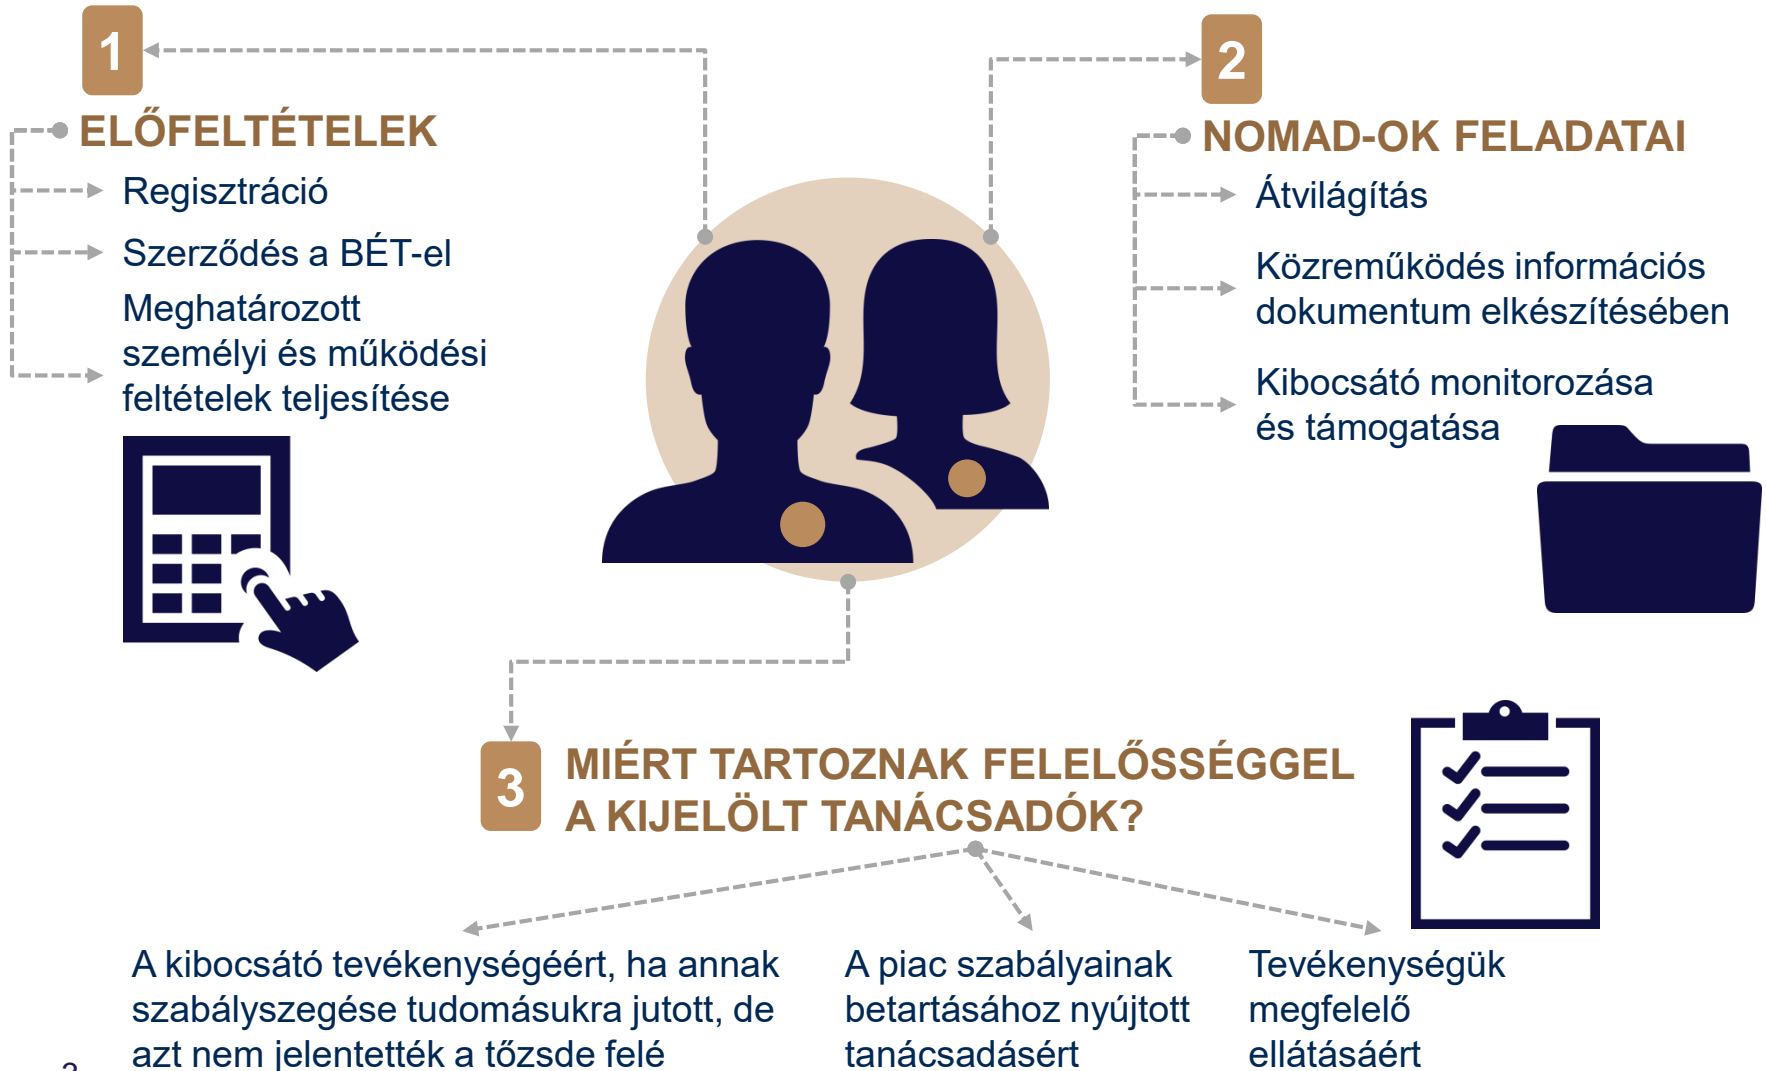 1
ELŐFELTÉTELEK
Regisztráció
Szerződés a BÉT-el
Meghatározott
személyi és működési
feltételek teljesítése
2
NOMAD-OK FELADATAI
Átvilágítás
Közreműködés információs
dokumentum elkészítésében
Kibocsátó monitorozása
és támogatása
3
MIÉRT TARTOZNAK FELELŐSSÉGGEL
A KIJELÖLT TANÁCSADÓK?
A kibocsátó tevékenységéért, ha annak
szabályszegése tudomásukra jutott, de
azt nem jelentették a tőzsde felé
A piac szabályainak
betartásához nyújtott
tanácsadásért
Tevékenységük
megfelelő
ellátásáért